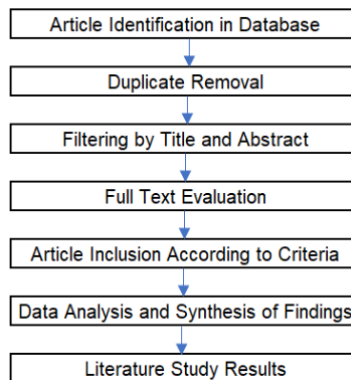 Article Identification in Database
Duplicate Removal
Filtering by Title and Abstract
Full Text Evaluation
Article Inclusion According to Criteria
Data Analysis and Synthesis of Findings
Literature Study Results